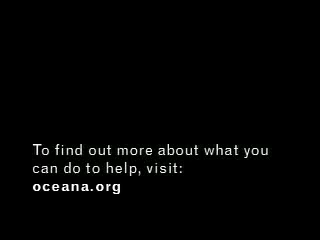 To find out more about what you
can do to help, visit:
oceana.org